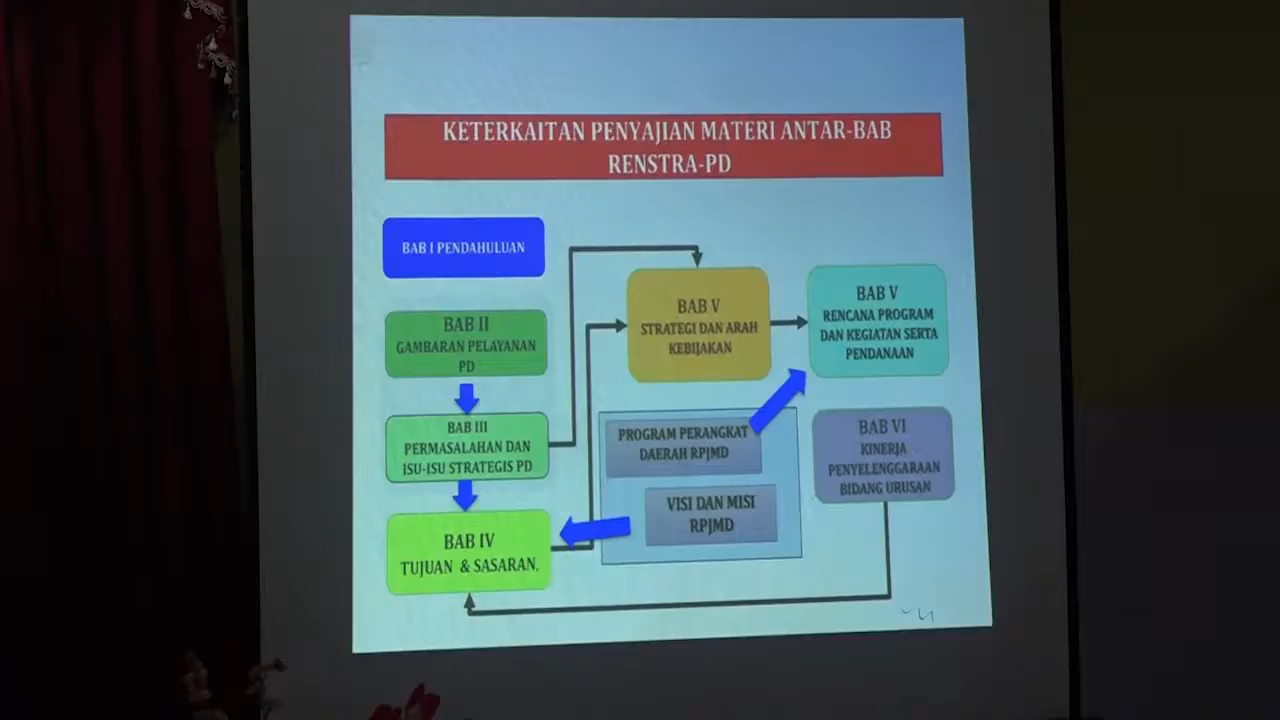 KETERKAITAN PENYAJIAN MATERI ANTAR-BAB
RENSTRA-PD
BAB I PENDAHULUAN
BAB II
GAMBARAN PELAYANAN
PD
BAB III
PERMASALAHAN DAN
ISU-ISU STRATEGIS PD
BAB IV
TUJUAN & SASARAN,
BAB V
STRATEGI DAN ARAH
KEBIJAKAN
BAB V
RENCANA PROGRAM
DAN KEGIATAN SERTA
PENDANAAN
PROGRAM PERANGKAT
DAERAH RPJMD
VISI DAN MISI
RPJMD
BAB VI
KINERJA
PENYELENGGARAAN
BIDANG URUSAN